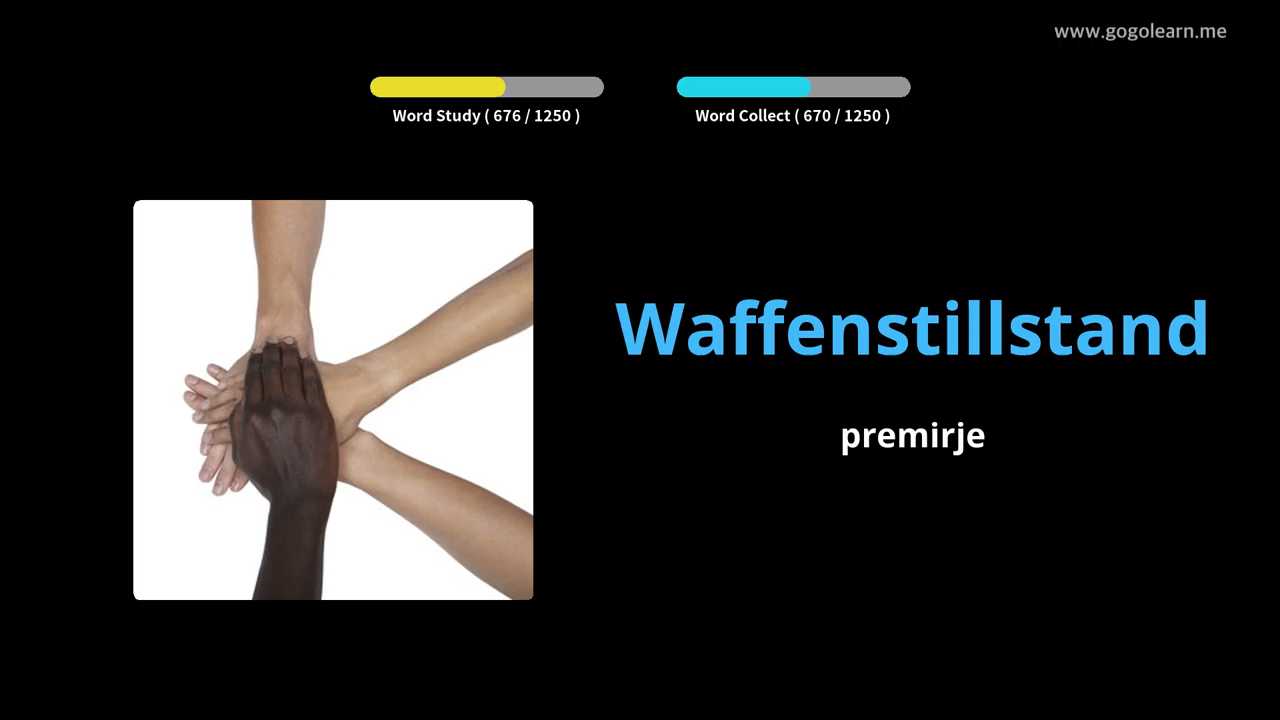 www.gogolearn.me
Word Study ( 676 / 1250 )
Word Collect ( 670 / 1250 )
Waffenstillstand
premirje